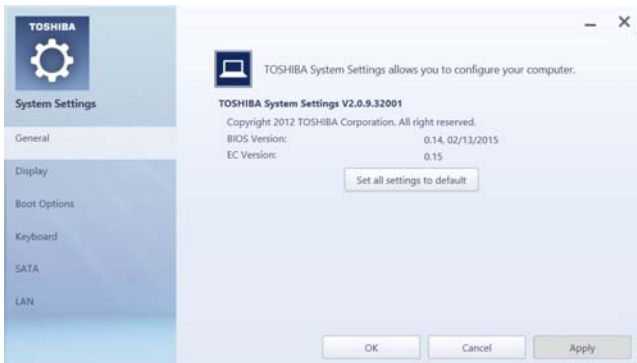 TOSHIBA
System Settings
General
Display
Boot Options
Keyboard
SATA
LAN
TOSHIBA System Settings allows you to configure your computer.
TOSHIBA System Settings V2.0.9.32001
Copyright 2012 TOSHIBA Corporation. All right reserved.
BIOS Version: 0.14, 02/13/2015
EC Version: 0.15
Set all settings to default
OK Cancel Apply